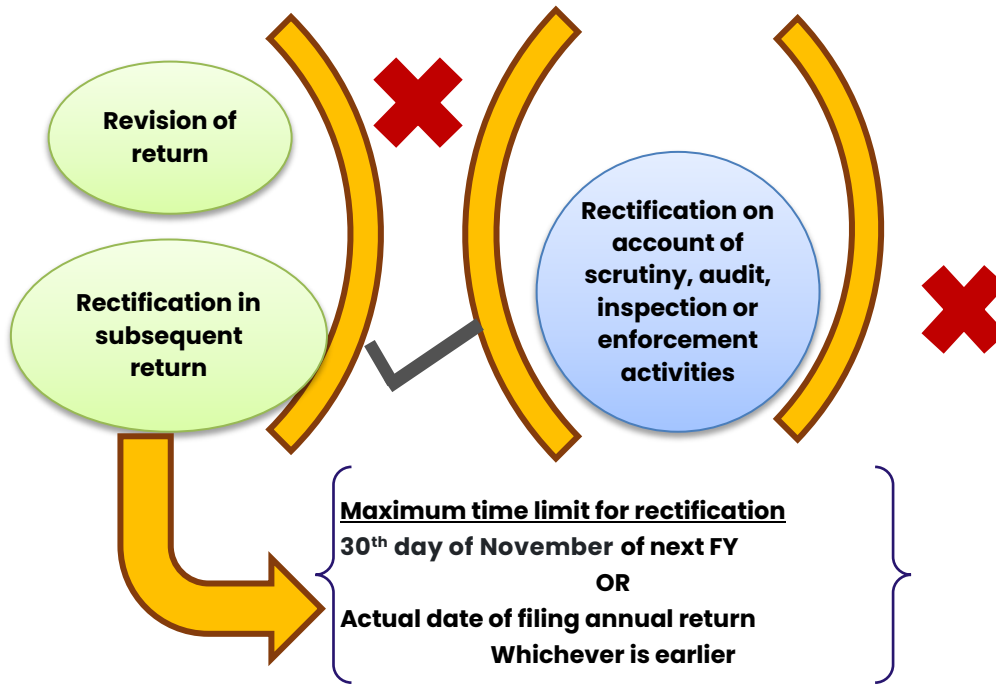 Revision of
return
Rectification in
subsequent
return
Rectification on
account of
scrutiny, audit,
inspection or
enforcement
activities
Maximum time limit for rectification
30th day of November of next FY
OR
Actual date of filing annual return
Whichever is earlier